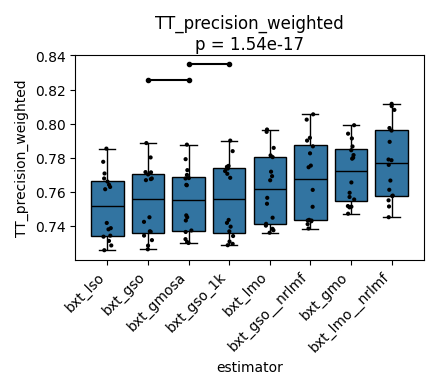 TT_precision_weighted
p = 1.54e-17
TT_precision_weighted
0.84
0.82
0.80
0.78
0.76
0.74
bxt_lso
bxt_gso
bxt_gmosa
bxt_gso_1k
bxt_lmo
bxt_gso__nrlmf
bxt_gmo
bxt_lmo__nrlmf
estimator